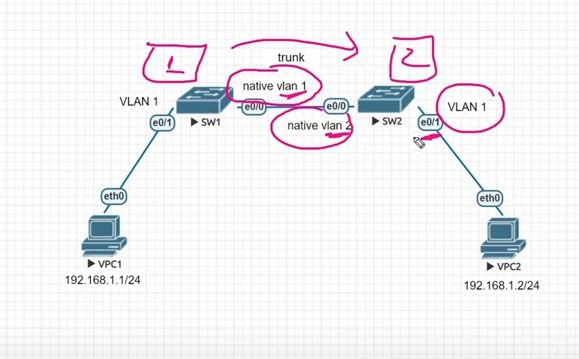 1
2
trunk
native vlan 1
VLAN 1
VLAN 1
e0/0
e0/0
SW1
SW2
e0/1
e0/1
native vlan 2
eth0
eth0
VPC1
VPC2
192.168.1.1/24
192.168.1.2/24